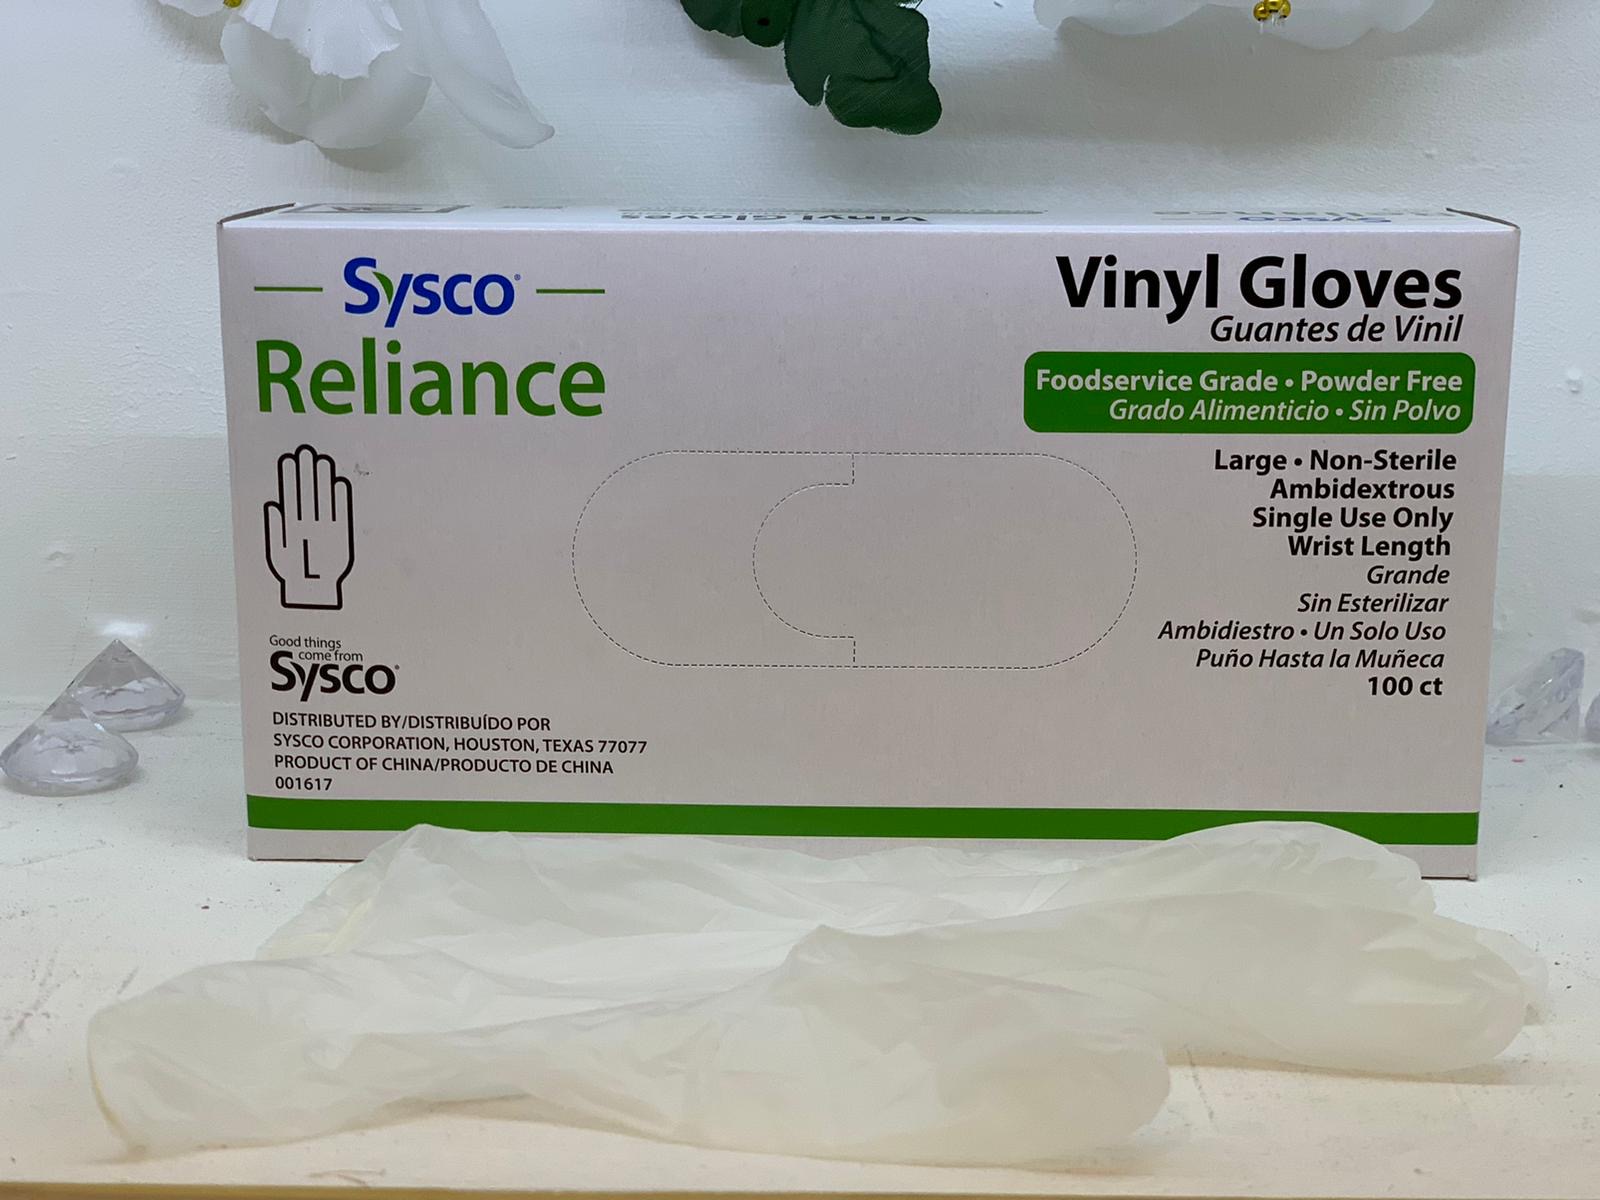 Vinyl Gloves
Sysco
Sysco®
Reliance
L
Good things
come from
Sysco®
DISTRIBUTED BY/DISTRIBUÍDO POR
SYSCO CORPORATION, HOUSTON, TEXAS 77077
PRODUCT OF CHINA/PRODUCTO DE CHINA
001617
Vinyl Gloves
Guantes de Vinil
Foodservice Grade • Powder Free
Grado Alimenticio • Sin Polvo
Large • Non-Sterile
Ambidextrous
Single Use Only
Wrist Length
Grande
Sin Esterilizar
Ambidiestro • Un Solo Uso
Puño Hasta la Muñeca
100 ct